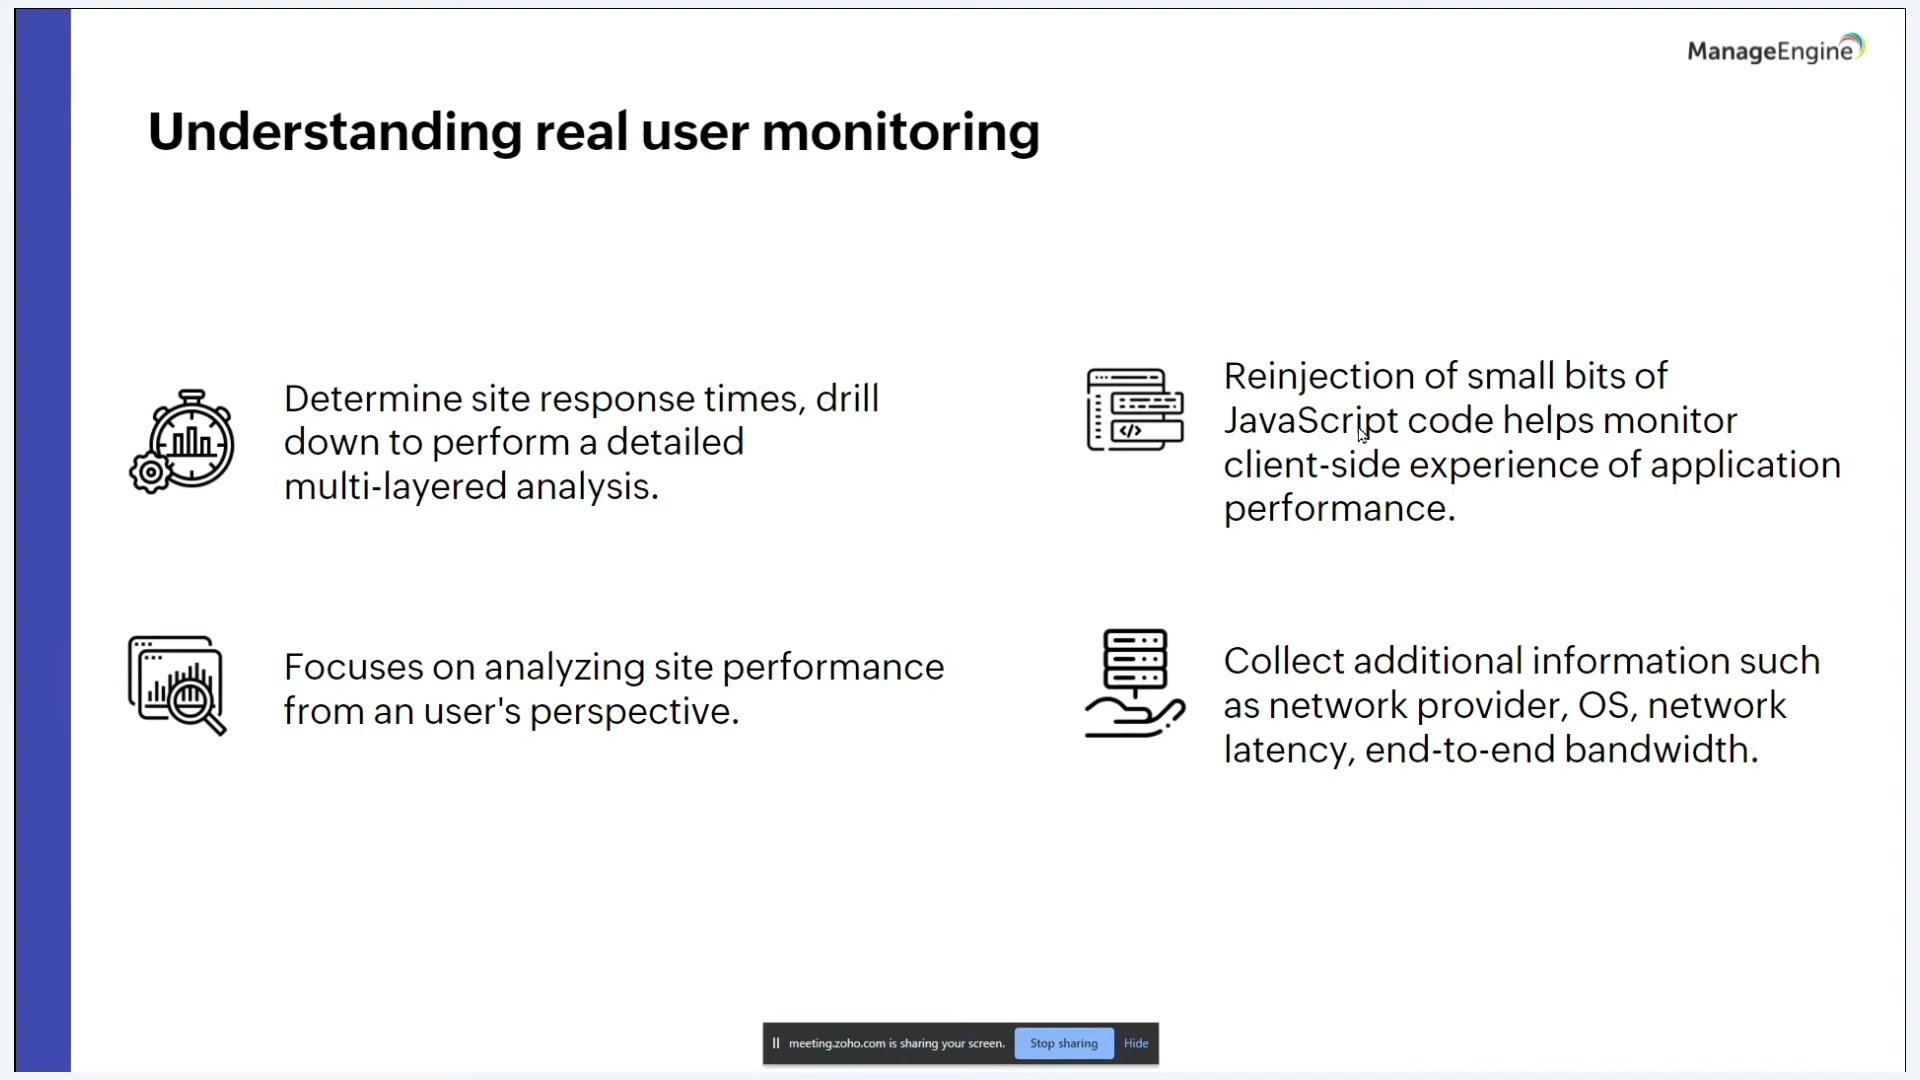 ManageEngine
Understanding real user monitoring
Determine site response times, drill
down to perform a detailed
multi-layered analysis.
Reinjection of small bits of
JavaScript code helps monitor
client-side experience of application
performance.
Focuses on analyzing site performance
from an user's perspective.
Collect additional information such
as network provider, OS, network
latency, end-to-end bandwidth.
meeting.zoho.com is sharing your screen. Stop sharing Hide